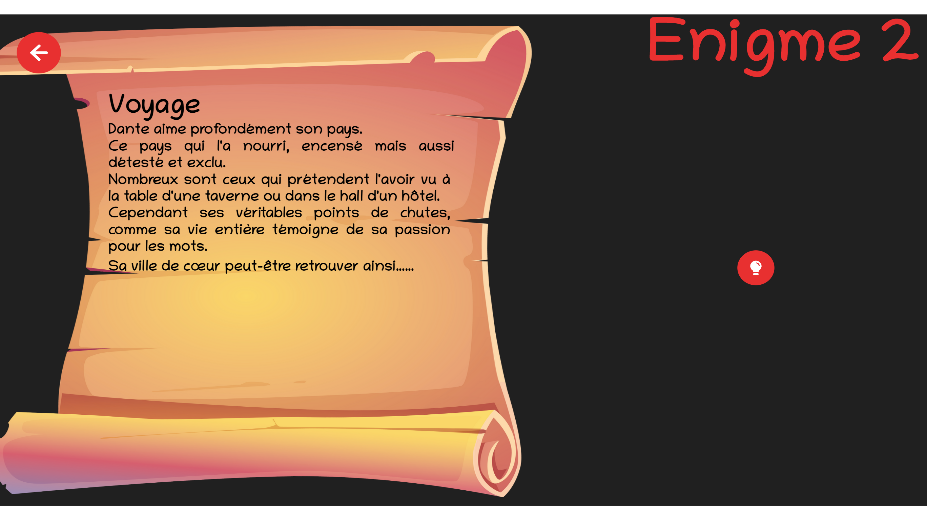 Enigme 2
Voyage
Dante aime profondément son pays.
Ce pays qui l'a nourri, encensé mais aussi
détesté et exclu.
Nombreux sont ceux qui prétendent l'avoir vu à
la table d'une taverne ou dans le hall d'un hôtel.
Cependant ses véritables points de chutes,
comme sa vie entière témoigne de sa passion
pour les mots.
Sa ville de cœur peut-être retrouver ainsi......